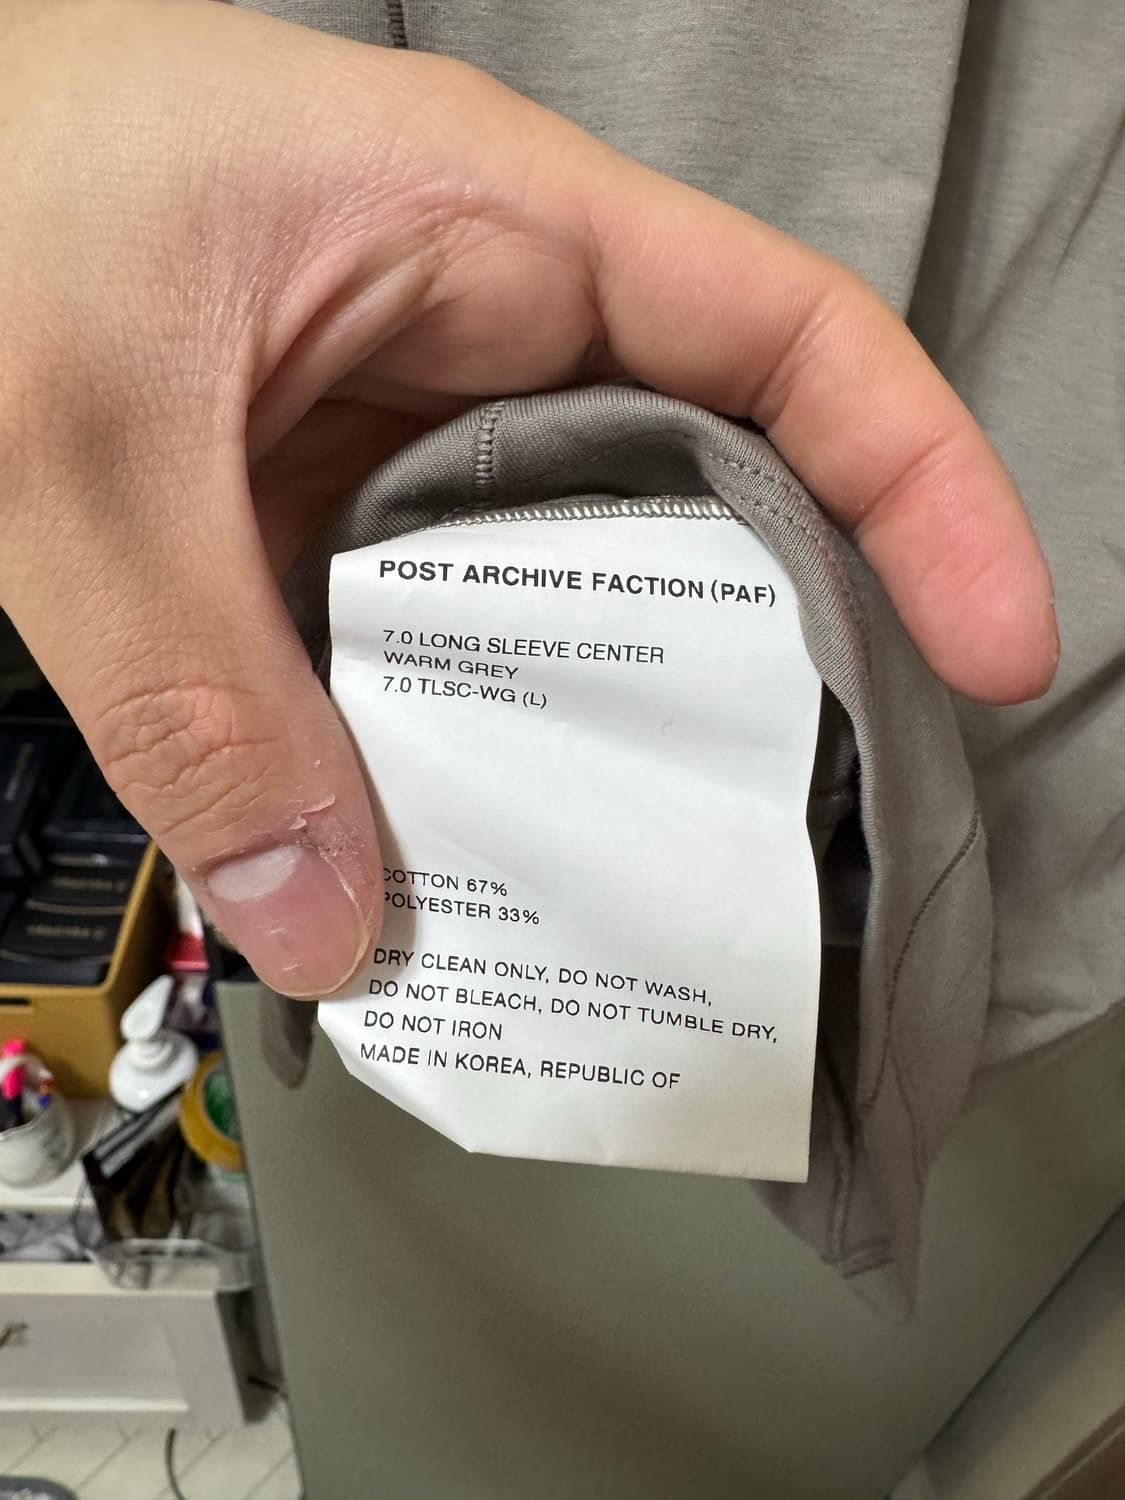 POST ARCHIVE FACTION (PAF)
7.0 LONG SLEEVE CENTER
WARM GREY
7.0 TLSC-WG (L)
COTTON 67%
POLYESTER 33%
DRY CLEAN ONLY, DO NOT WASH,
DO NOT BLEACH, DO NOT TUMBLE DRY,
DO NOT IRON
MADE IN KOREA, REPUBLIC OF